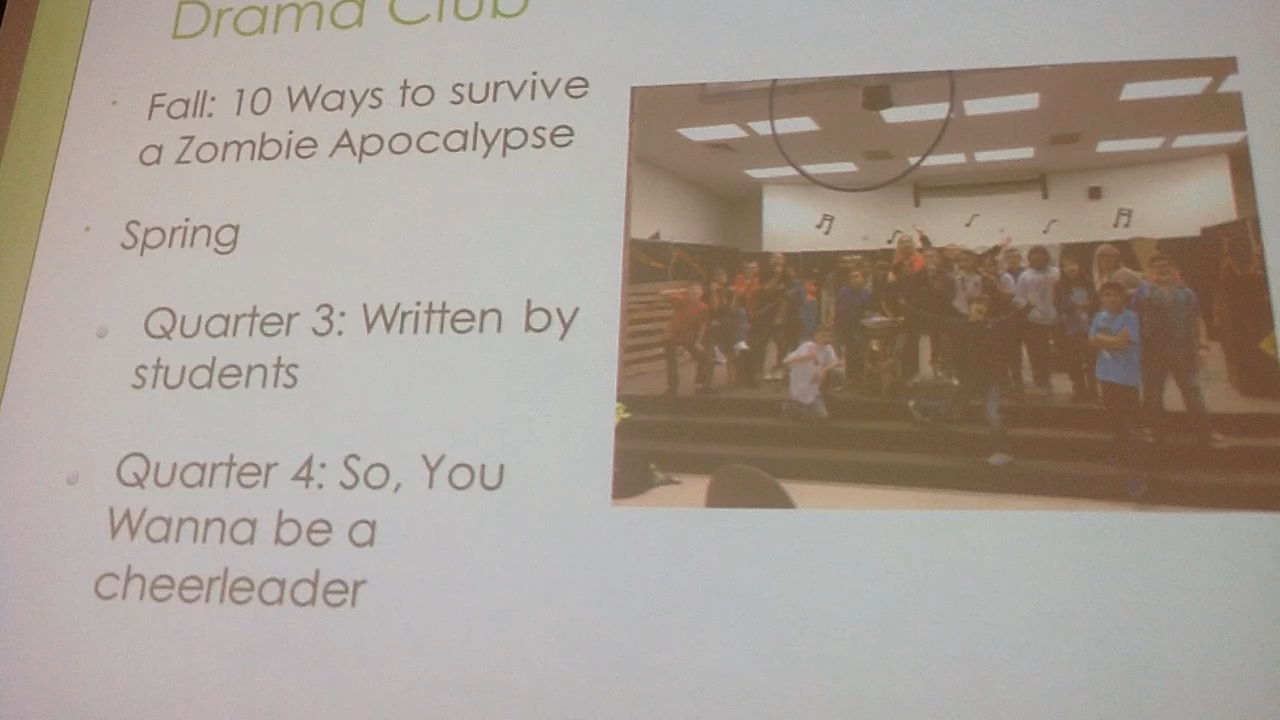 Drama Club
Fall: 10 Ways to survive
a Zombie Apocalypse
Spring
Quarter 3: Written by
students
Quarter 4: So, You
Wanna be a
cheerleader